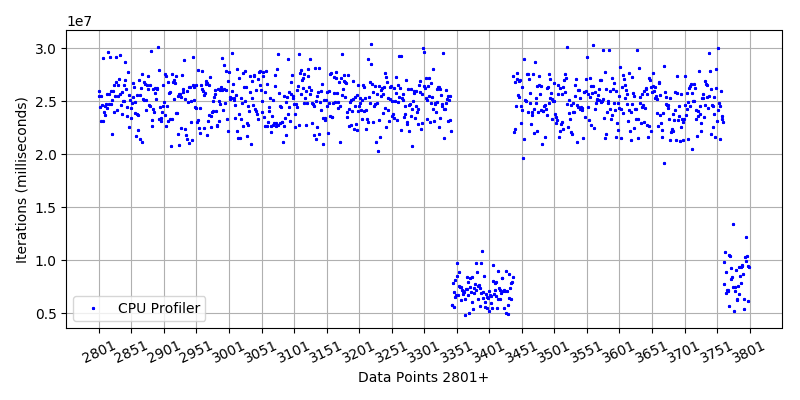 1e7
3.0
2.5
2.0
1.5
1.0
0.5
Iterations (milliseconds)
CPU Profiler
2801 2851 2901 2951 3001 3051 3101 3151 3201 3251 3301 3351 3401 3451 3501 3551 3601 3651 3701 3751 3801
Data Points 2801+